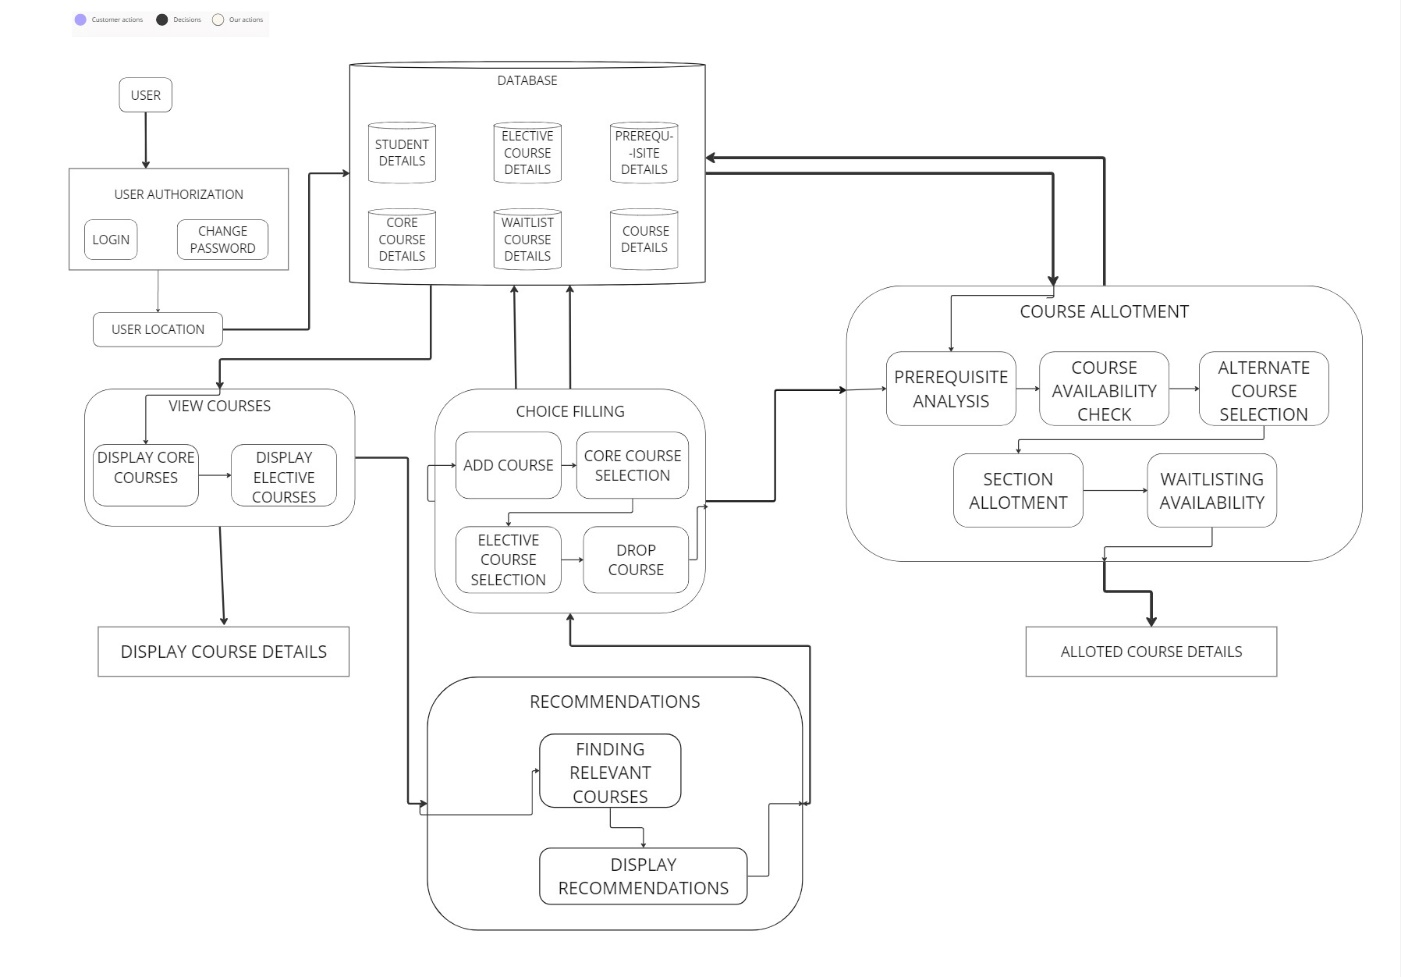 Customer actions
Decisions
Our actions
USER
USER AUTHORIZATION
LOGIN
CHANGE
PASSWORD
USER LOCATION
DATABASE
STUDENT
DETAILS
ELECTIVE
COURSE
DETAILS
PREREQU-
-ISITE
DETAILS
CORE
COURSE
DETAILS
WAITLIST
COURSE
DETAILS
COURSE
DETAILS
VIEW COURSES
DISPLAY CORE
COURSES
DISPLAY
ELECTIVE
COURSES
DISPLAY COURSE DETAILS
CHOICE FILLING
ADD COURSE
CORE COURSE
SELECTION
ELECTIVE
COURSE
SELECTION
DROP
COURSE
RECOMMENDATIONS
FINDING
RELEVANT
COURSES
DISPLAY
RECOMMENDATIONS
COURSE ALLOTMENT
PREREQUISITE
ANALYSIS
COURSE
AVAILABILITY
CHECK
ALTERNATE
COURSE
SELECTION
SECTION
ALLOTMENT
WAITLISTING
AVAILABILITY
ALLOTED COURSE DETAILS